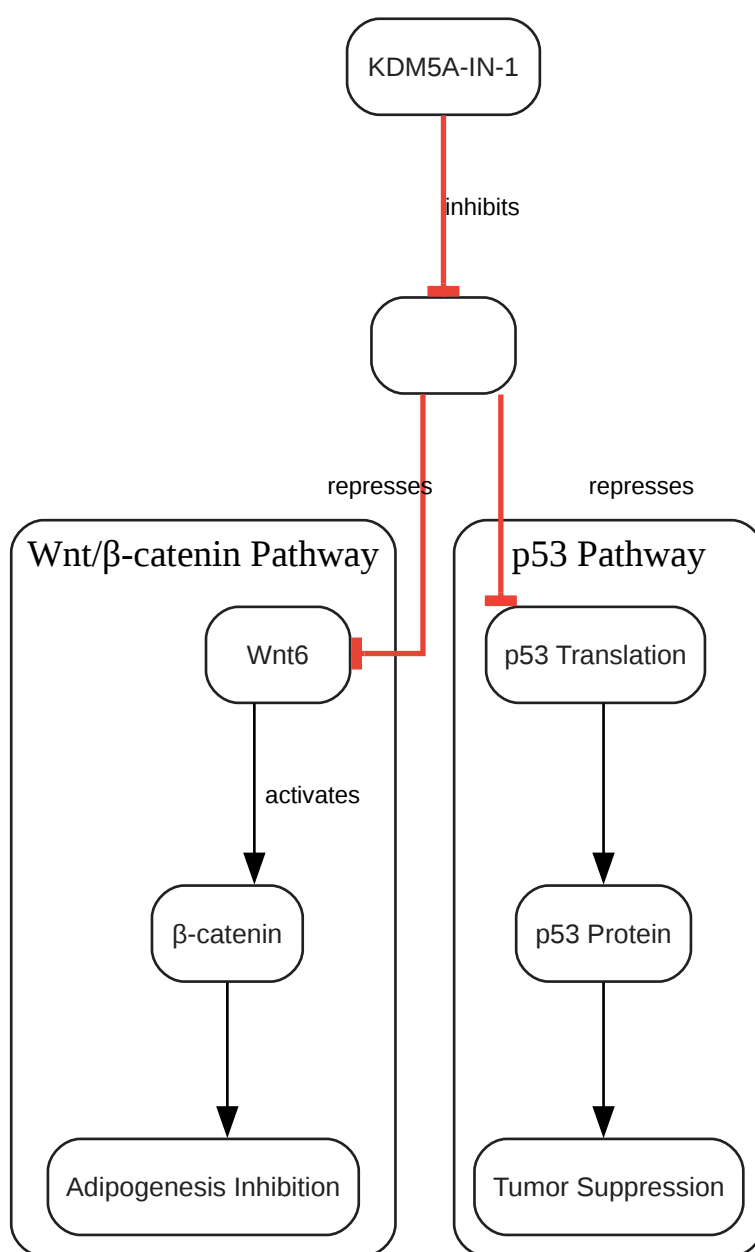 KDM5A-IN-1
inhibits
represses
represses
Wnt/β-catenin Pathway
p53 Pathway
Wnt6
p53 Translation
activates
β-catenin
p53 Protein
Adipogenesis Inhibition
Tumor Suppression